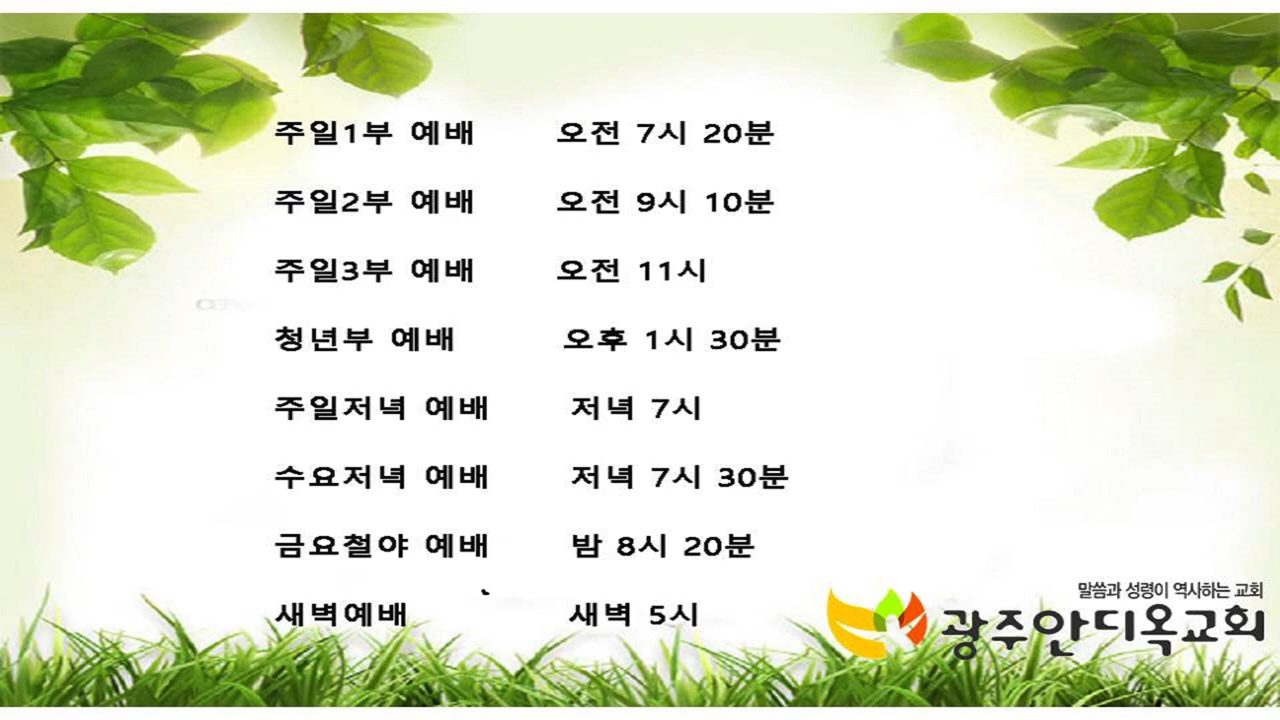 주일1부 예배 오전 7시 20분
주일2부 예배 오전 9시 10분
주일3부 예배 오전 11시
청년부 예배 오후 1시 30분
주일저녁 예배 저녁 7시
수요저녁 예배 저녁 7시 30분
금요철야 예배 밤 8시 20분
새벽예배 새벽 5시
말씀과 성령이 역사하는 교회
광주안디옥교회